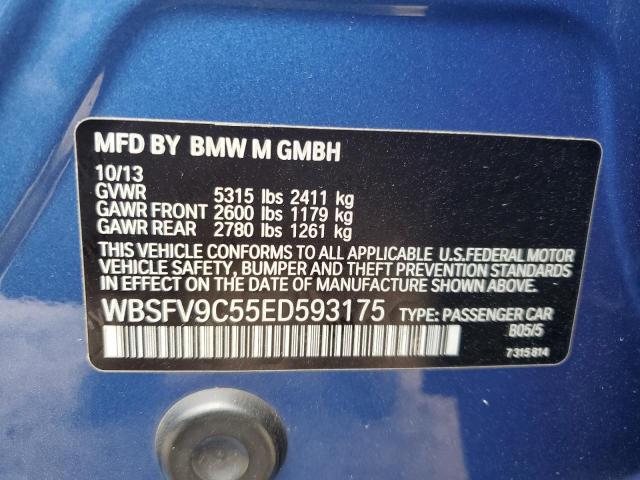 MFD BY BMW M GMBH
10/13
GVWR 5315 lbs 2411 kg
GAWR FRONT 2600 lbs 1179 kg
GAWR REAR 2780 lbs 1261 kg
THIS VEHICLE CONFORMS TO ALL APPLICABLE U.S.FEDERAL MOTOR
VEHICLE SAFETY, BUMPER AND THEFT PREVENTION STANDARDS
IN EFFECT ON THE DATE OF MANUFACTURE SHOWN ABOVE.
WBSFV9C55ED593175 TYPE: PASSENGER CAR
B05/5
7 315 814